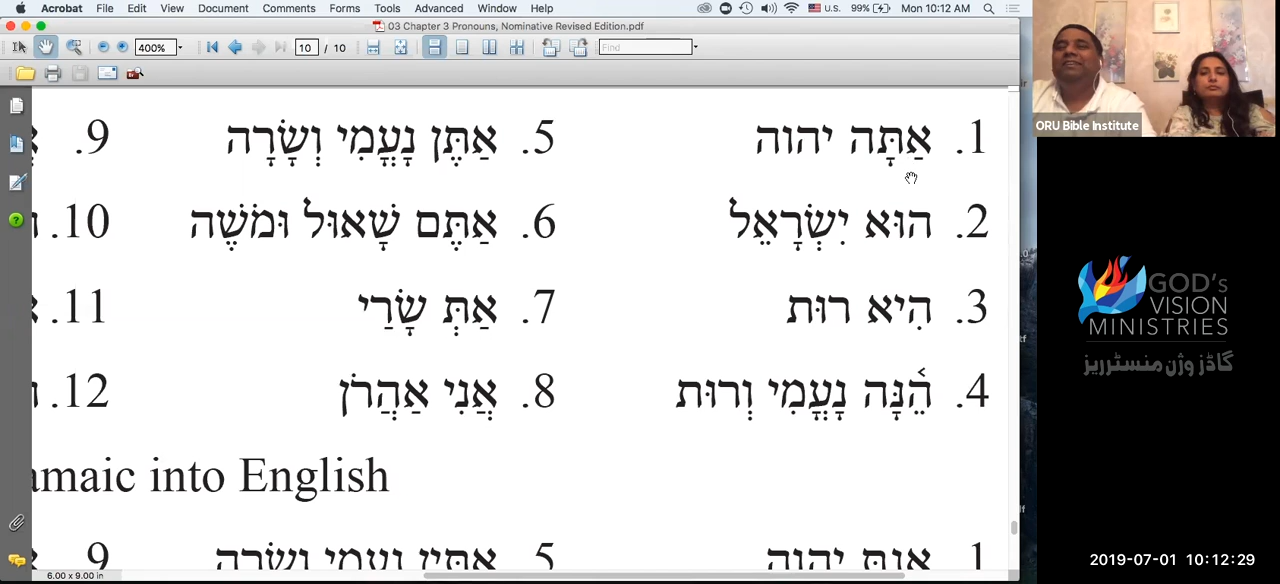 Acrobat File Edit View Document Comments Forms Tools Advanced Window Help U.S. 99% Mon 10:12 AM
03 Chapter 3 Pronouns, Nominative Revised Edition.pdf
400% 10 / 10 Find
1. אַתָּה יהוה
2. הוּא יִשְׂרָאֵל
3. הִיא רוּת
4. הֵ֫נָּה נָעֳמִי וְרוּת
5. אַתֶּן נָעֳמִי וְשָׂרָה
6. אַתֶּם שָׁאוּל וּמֹשֶׁה
7. אַתְּ שָׂרַי
8. אֲנִי אַהֲרֹן
9.
10.
11.
12.
amaic into English
6.00 x 9.00 in
ORU Bible Institute
GOD's
VISION
MINISTRIES
گاڈز وژن منسٹریز
2019-07-01 10:12:29